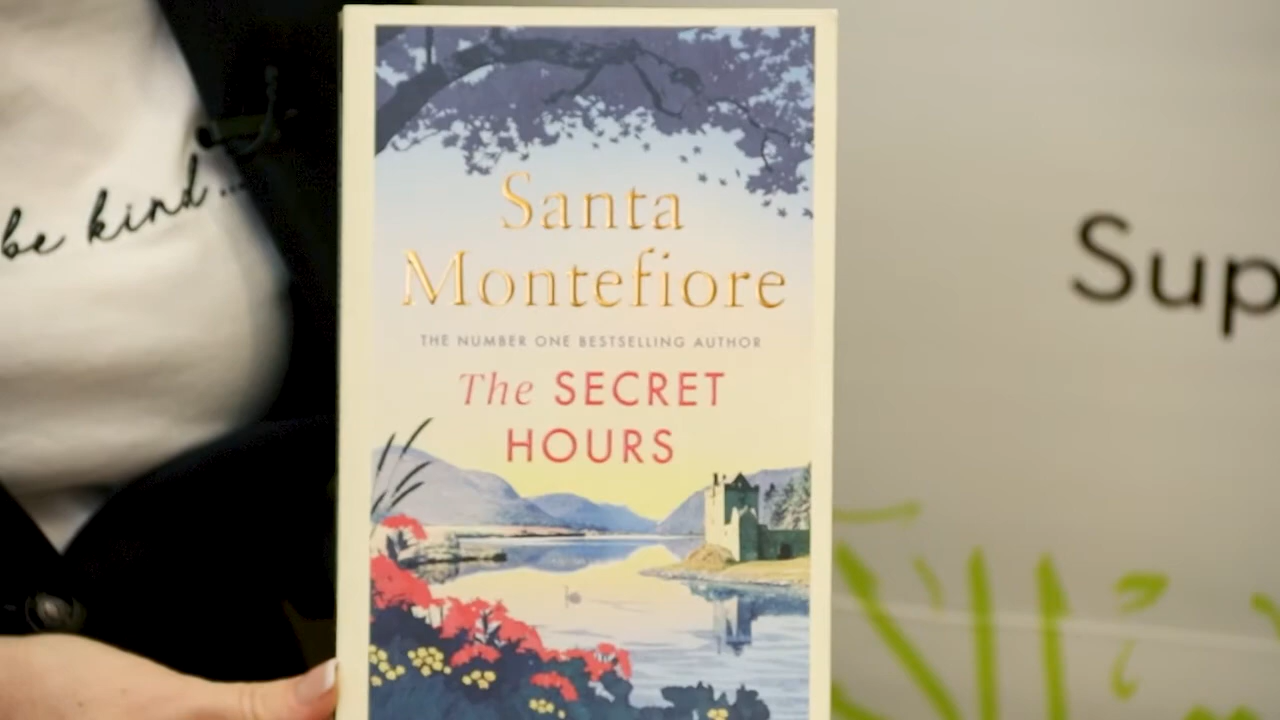 be kind...
Santa
Montefiore
THE NUMBER ONE BESTSELLING AUTHOR
The SECRET
HOURS
Sup